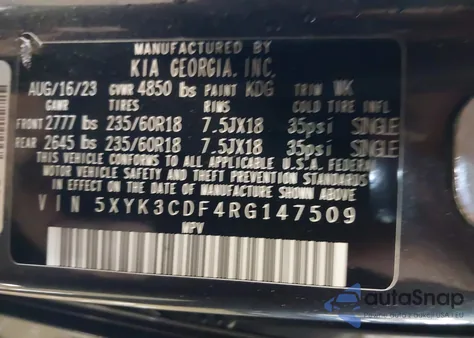 MANUFACTURED BY
KIA GEORGIA, INC.
AUG/16/23 GVWR 4850 lbs PAINT KDG TRIM WK
GAWR TIRES RIMS COLD TIRE INFL
FRONT 2777 lbs 235/60R18 7.5JX18 35psi SINGLE
REAR 2645 lbs 235/60R18 7.5JX18 35psi SINGLE
THIS VEHICLE CONFORMS TO ALL APPLICABLE U.S.A. FEDERAL
MOTOR VEHICLE SAFETY AND THEFT PREVENTION STANDARDS
IN EFFECT ON THE DATE OF MANUFACTURE SHOWN ABOVE
VIN 5XYK3CDF4RG147509
MPV
autaSnap